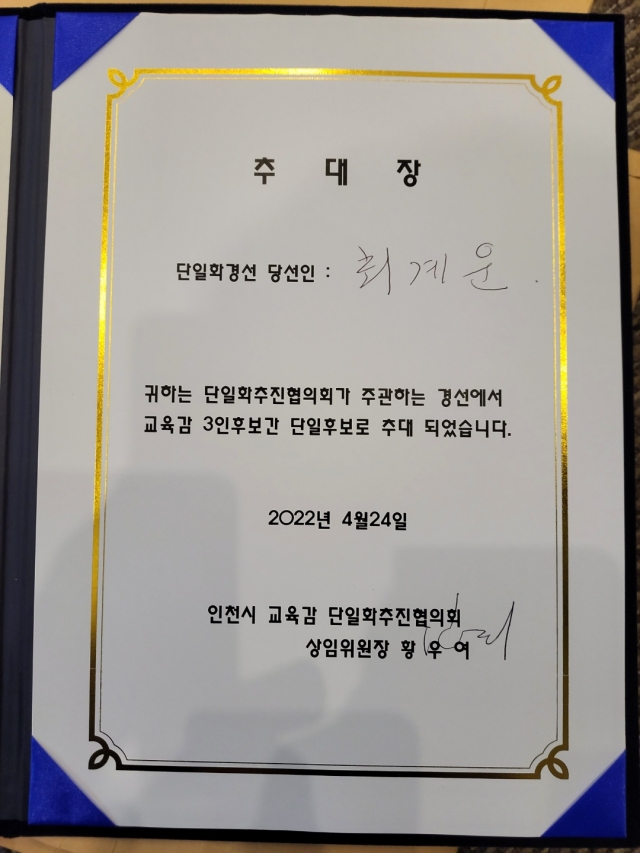 추 대 장
단일화경선 당선인 : 최계운.
귀하는 단일화추진협의회가 주관하는 경선에서
교육감 3인후보간 단일후보로 추대 되었습니다.
2022년 4월24일
인천시 교육감 단일화추진협의회
상임위원장 황 우 여